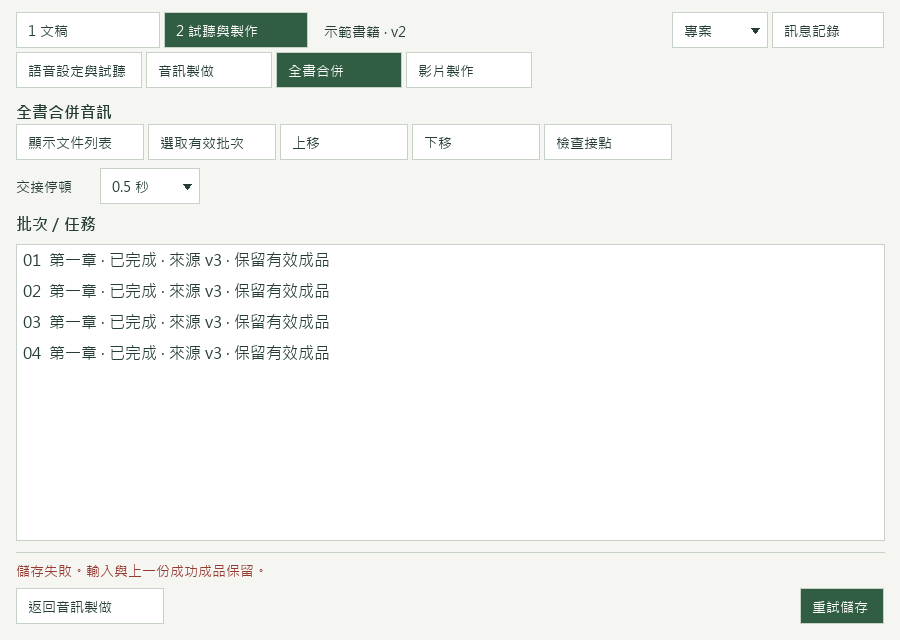 1 文稿 2 試聽與製作 示範書籍 · v2 專案 訊息記錄
語音設定與試聽 音訊製做 全書合併 影片製作
全書合併音訊
顯示文件列表 選取有效批次 上移 下移 檢查接點
交接停頓 0.5 秒
批次 / 任務
01 第一章 · 已完成 · 來源 v3 · 保留有效成品
02 第一章 · 已完成 · 來源 v3 · 保留有效成品
03 第一章 · 已完成 · 來源 v3 · 保留有效成品
04 第一章 · 已完成 · 來源 v3 · 保留有效成品
儲存失敗。輸入與上一份成功成品保留。
返回音訊製做 重試儲存